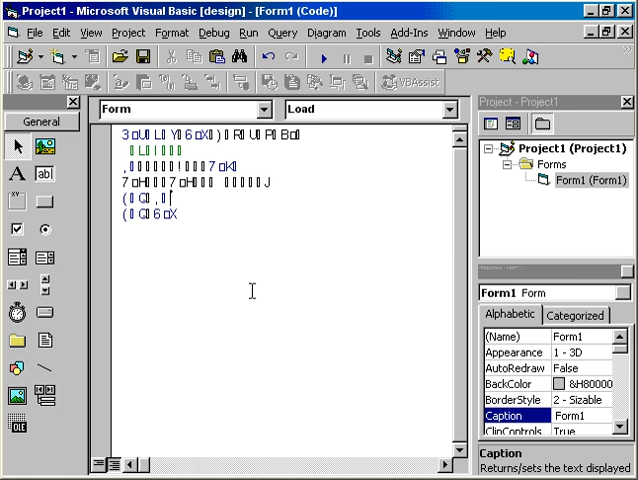 Project1 - Microsoft Visual Basic [design] - [Form1 (Code)]
File Edit View Project Format Debug Run Query Diagram Tools Add-Ins Window Help
VBAssist
General
Form
Load
Project - Project1
Project1 (Project1)
Forms
Form1 (Form1)
Form1 Form
Alphabetic Categorized
(Name) Form1
Appearance 1 - 3D
AutoRedraw False
BackColor &H80000
BorderStyle 2 - Sizable
Caption Form1
ClipControls True
Caption
Returns/sets the text displayed
A
ab|
XY
OLE